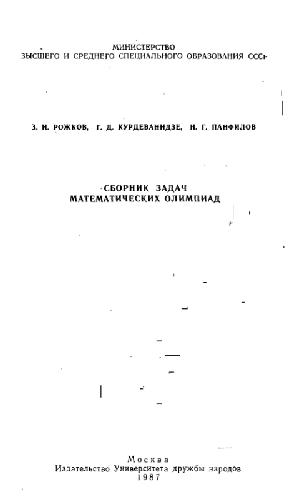 МИНИСТЕРСТВО
ВЫСШЕГО И СРЕДНЕГО СПЕЦИАЛЬНОГО ОБРАЗОВАНИЯ СССР
В. И. РОЖКОВ, Г. Д. КУРДЕВАНИДЗЕ, Н. Г. ПАНФИЛОВ
СБОРНИК ЗАДАЧ
МАТЕМАТИЧЕСКИХ ОЛИМПИАД
Москва
Издательство Университета дружбы народов
1987